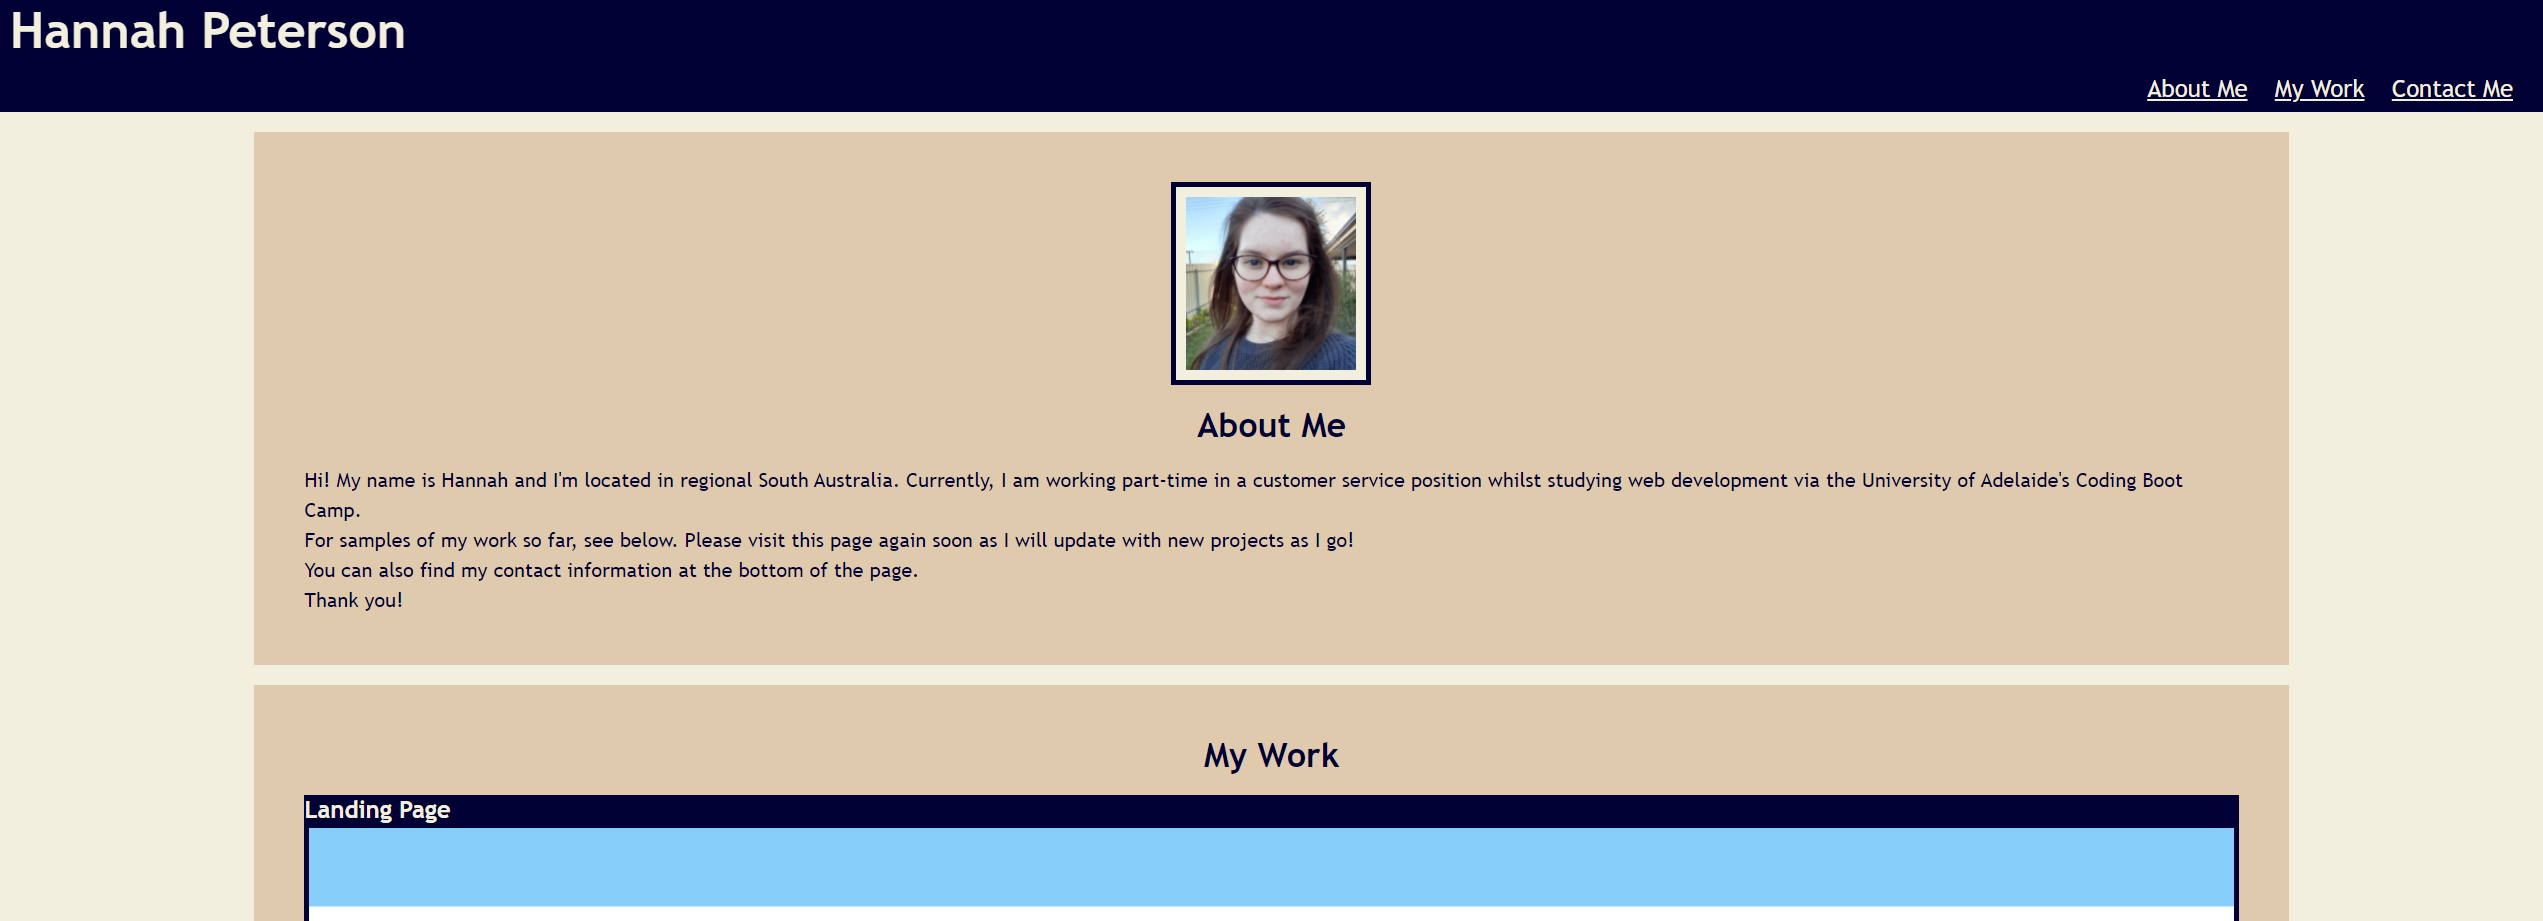 Hannah Peterson
About Me My Work Contact Me
About Me
Hi! My name is Hannah and I'm located in regional South Australia. Currently, I am working part-time in a customer service position whilst studying web development via the University of Adelaide's Coding Boot
Camp.
For samples of my work so far, see below. Please visit this page again soon as I will update with new projects as I go!
You can also find my contact information at the bottom of the page.
Thank you!
My Work
Landing Page